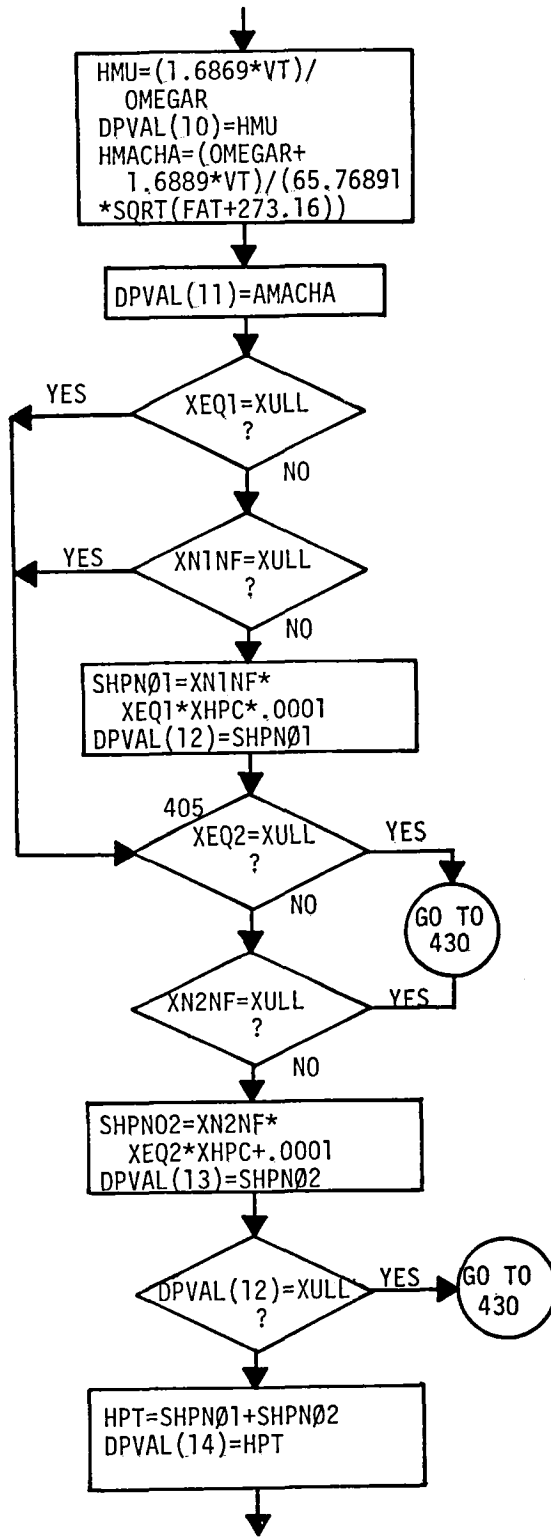 HMU=(1.6869*VT)/
OMEGAR
DPVAL(10)=HMU
HMACHA=(OMEGAR+
1.6889*VT)/(65.76891
*SQRT(FAT+273.16))
DPVAL(11)=AMACHA
YES
XEQ1=XULL
?
NO
YES
XN1NF=XULL
?
NO
SHPNØ1=XN1NF*
XEQ1*XHPC*.0001
DPVAL(12)=SHPNØ1
405
XEQ2=XULL
?
YES
NO
GO TO
430
XN2NF=XULL
?
YES
NO
SHPNO2=XN2NF*
XEQ2*XHPC+.0001
DPVAL(13)=SHPNØ2
DPVAL(12)=XULL
?
YES
GO TO
430
HPT=SHPNØ1+SHPNØ2
DPVAL(14)=HPT